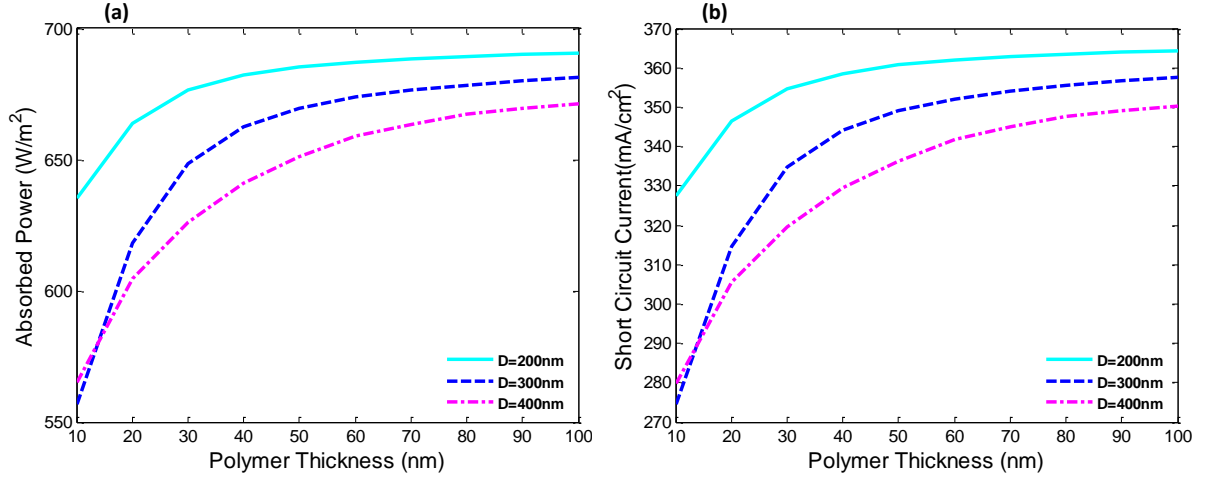 (a)
Absorbed Power (W/m²)
700
650
600
550
10 20 30 40 50 60 70 80 90 100
Polymer Thickness (nm)
D=200nm
D=300nm
D=400nm
(b)
Short Circuit Current(mA/cm²)
370
360
350
340
330
320
310
300
290
280
270
10 20 30 40 50 60 70 80 90 100
Polymer Thickness (nm)
D=200nm
D=300nm
D=400nm